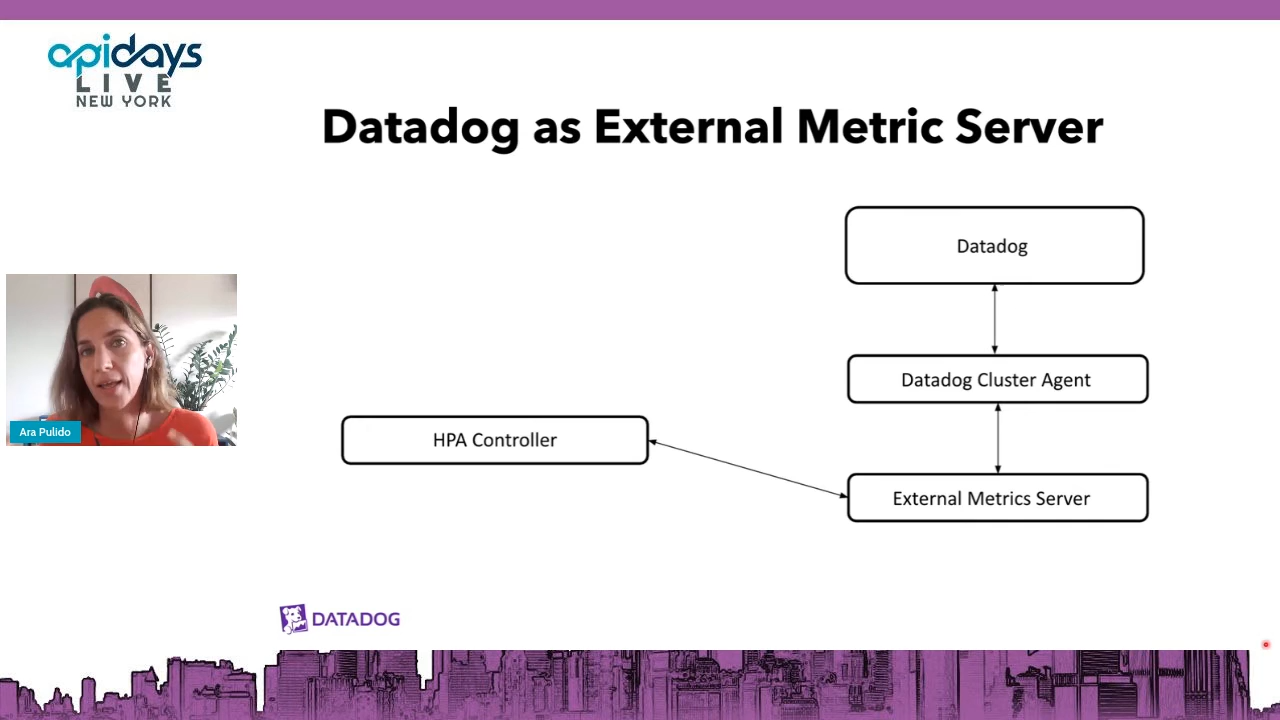 apidays
LIVE
NEW YORK
Datadog as External Metric Server
Datadog
Datadog Cluster Agent
HPA Controller
External Metrics Server
Ara Pulido
DATADOG